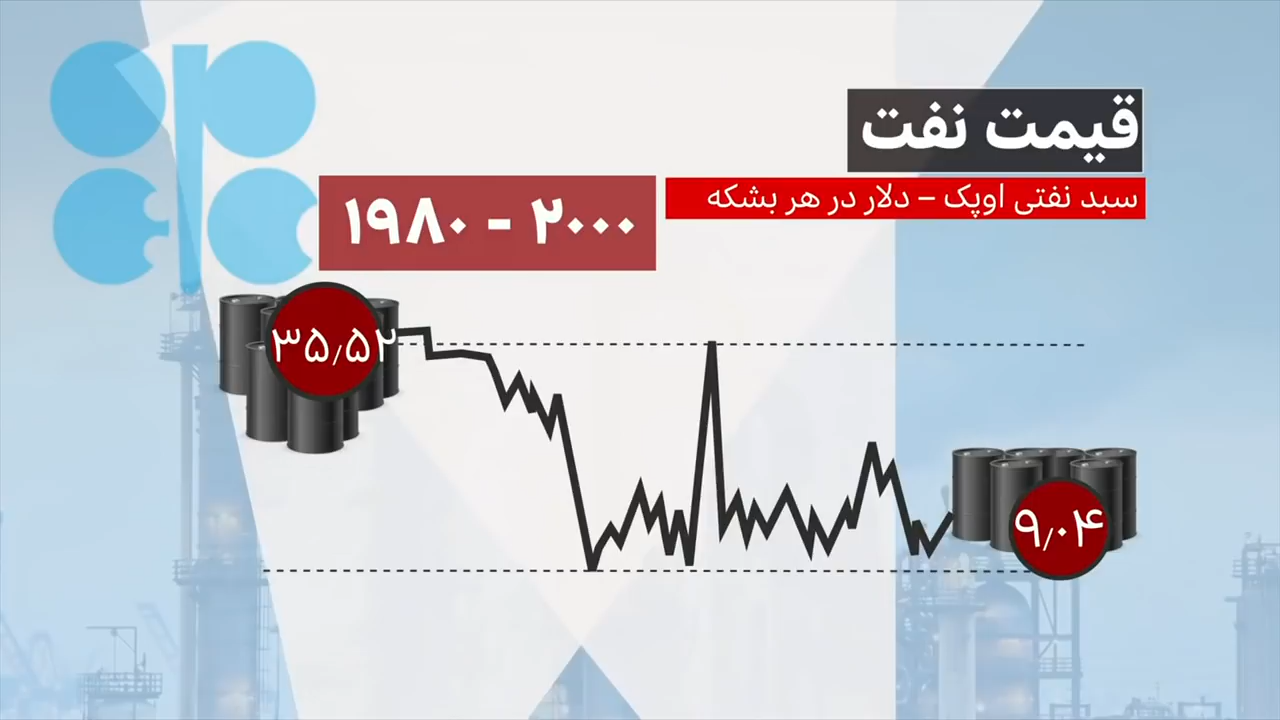 قیمت نفت
سبد نفتی اوپک – دلار در هر بشکه
۱۹۸۰ - ۲۰۰۰
۳۵٫۵۲
۹٫۰۴